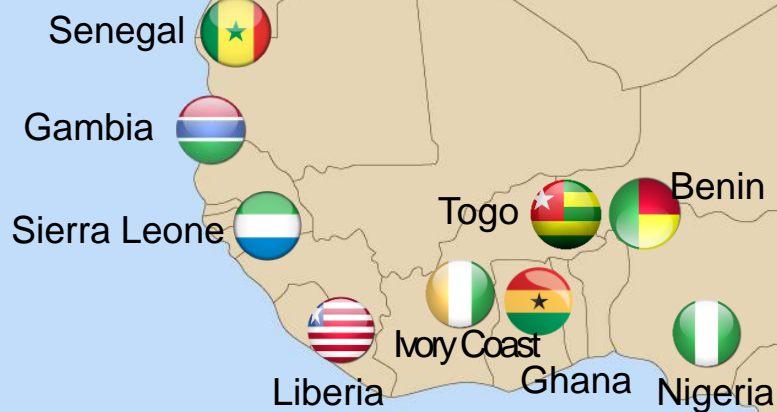 Senegal
Gambia
Sierra Leone
Togo
Benin
Ivory Coast
Liberia
Ghana
Nigeria